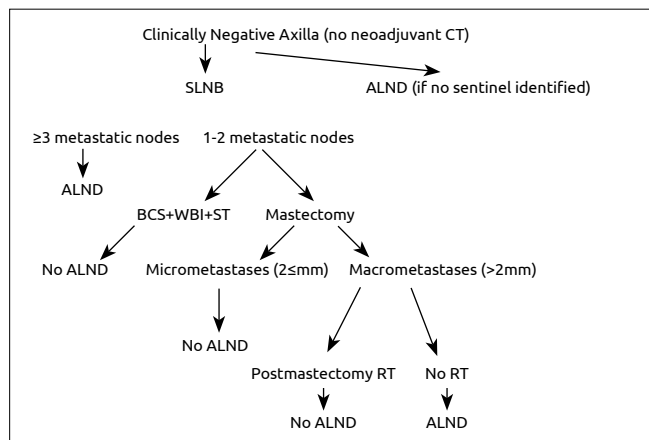 Clinically Negative Axilla (no neoadjuvant CT)
SLNB
ALND (if no sentinel identified)
≥3 metastatic nodes
1-2 metastatic nodes
ALND
BCS+WBI+ST
Mastectomy
No ALND
Micrometastases (2≤mm)
Macrometastases (>2mm)
No ALND
Postmastectomy RT
No RT
No ALND
ALND